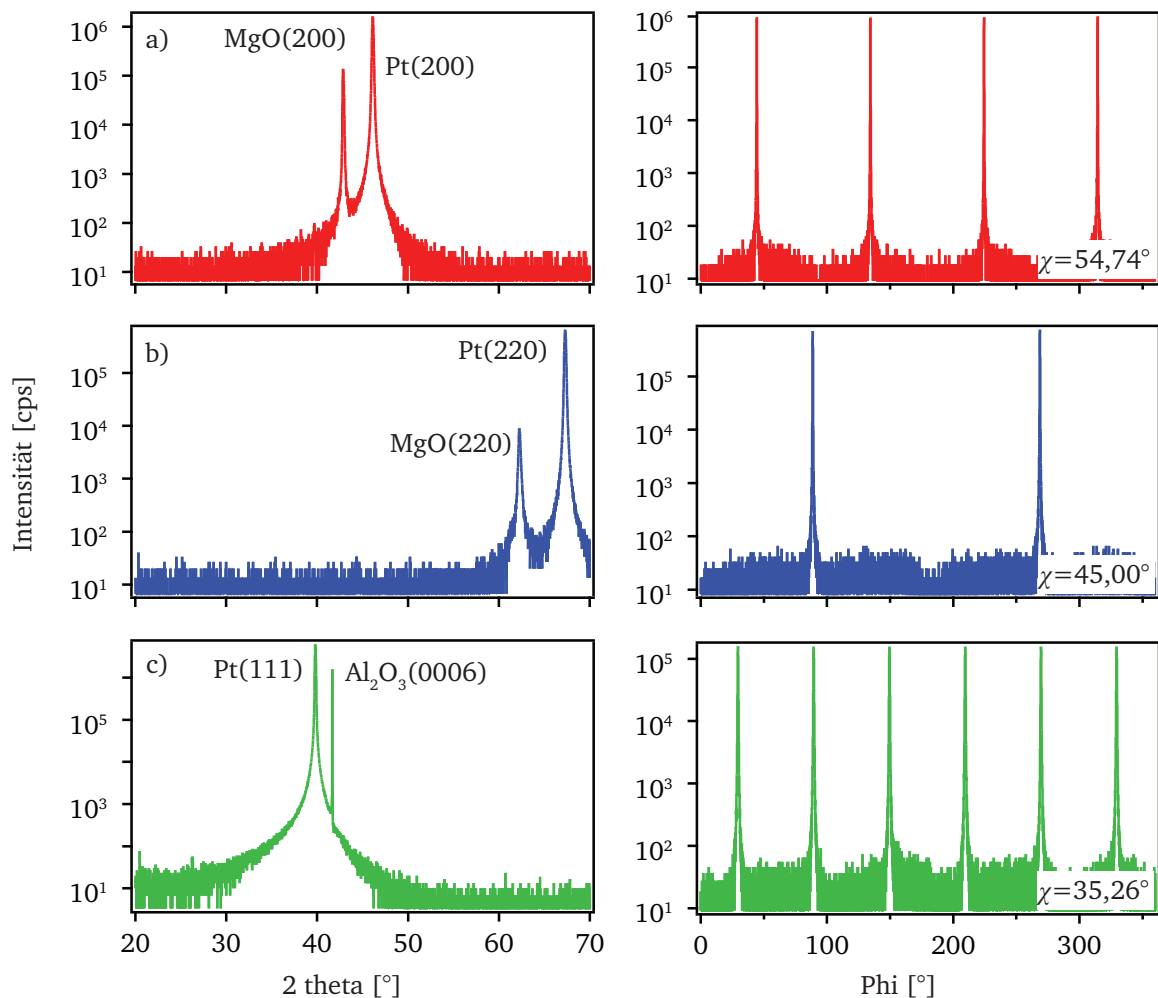 a)
MgO(200)
Pt(200)
10⁶
10⁵
10⁴
10³
10²
10¹
10⁶
10⁵
10⁴
10³
10²
10¹
χ=54,74°
b)
Pt(220)
MgO(220)
10⁵
10⁴
10³
10²
10¹
10⁵
10⁴
10³
10²
10¹
χ=45,00°
Intensität [cps]
c)
Pt(111)
Al₂O₃(0006)
10⁵
10³
10¹
10⁵
10⁴
10³
10²
10¹
χ=35,26°
20 30 40 50 60 70
0 100 200 300
2 theta [°]
Phi [°]